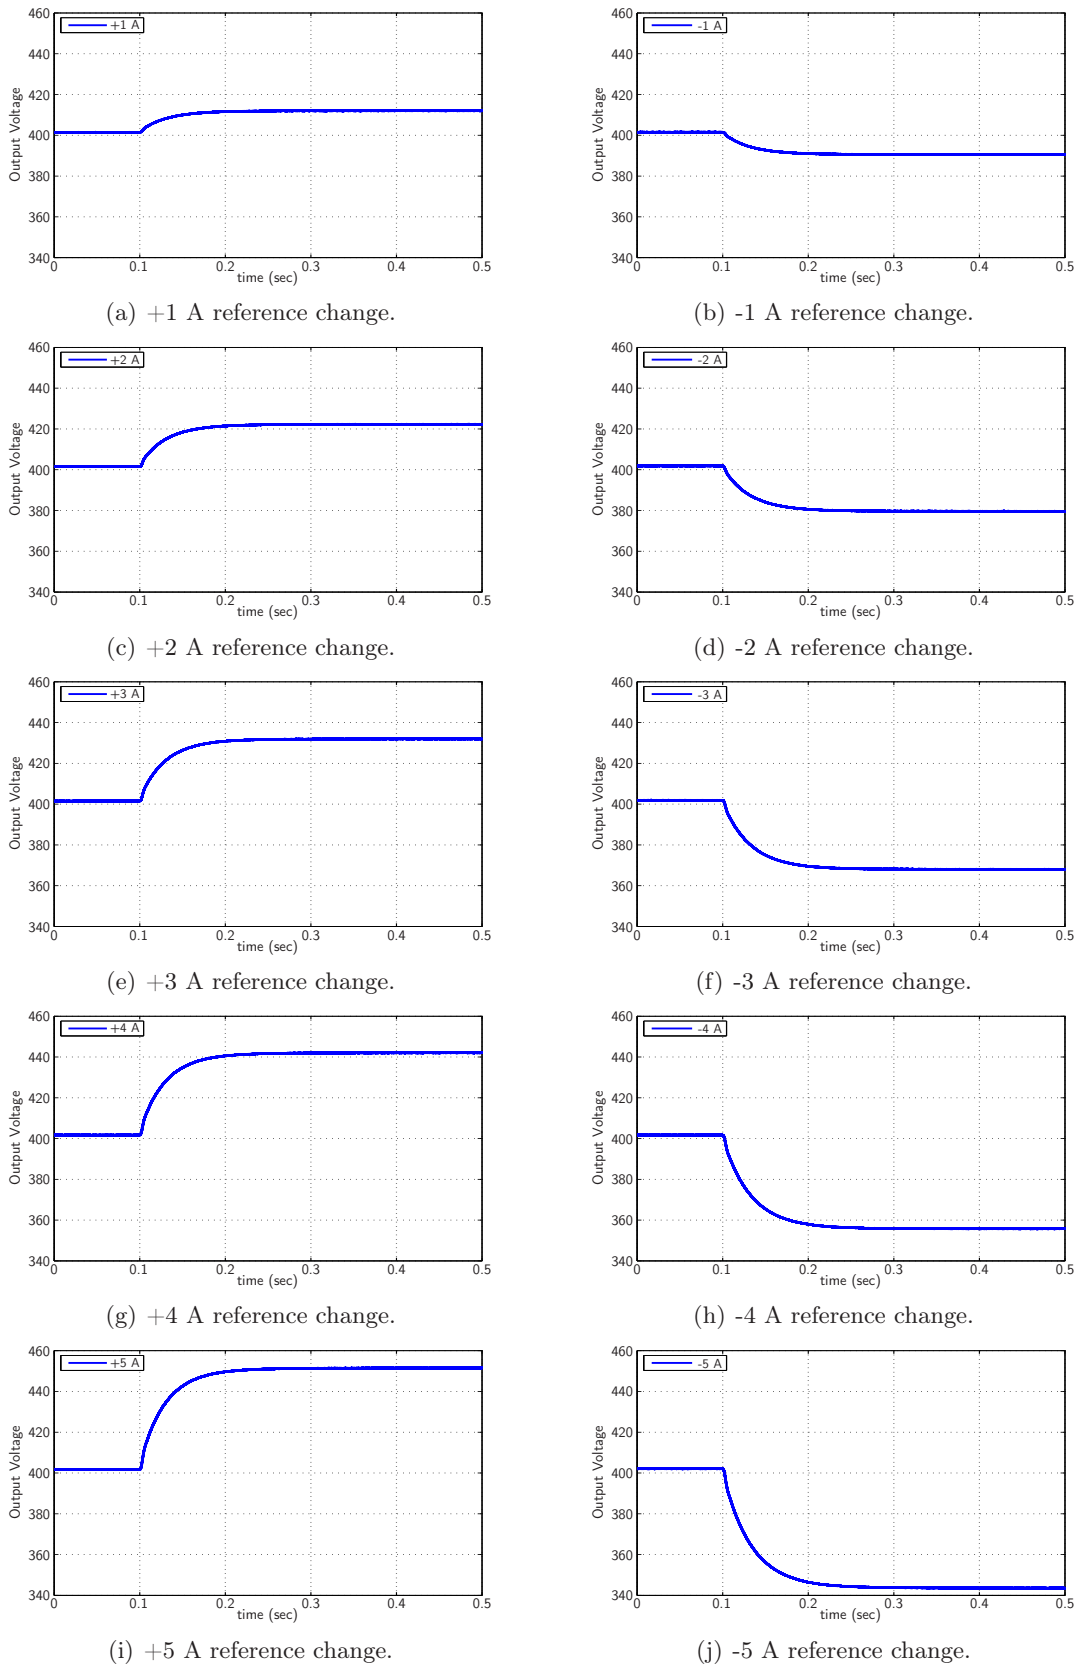 +1 A
Output Voltage
460
440
420
400
380
360
340
0 0.1 0.2 0.3 0.4 0.5
time (sec)
(a) +1 A reference change.
-1 A
Output Voltage
460
440
420
400
380
360
340
0 0.1 0.2 0.3 0.4 0.5
time (sec)
(b) -1 A reference change.
+2 A
Output Voltage
460
440
420
400
380
360
340
0 0.1 0.2 0.3 0.4 0.5
time (sec)
(c) +2 A reference change.
-2 A
Output Voltage
460
440
420
400
380
360
340
0 0.1 0.2 0.3 0.4 0.5
time (sec)
(d) -2 A reference change.
+3 A
Output Voltage
460
440
420
400
380
360
340
0 0.1 0.2 0.3 0.4 0.5
time (sec)
(e) +3 A reference change.
-3 A
Output Voltage
460
440
420
400
380
360
340
0 0.1 0.2 0.3 0.4 0.5
time (sec)
(f) -3 A reference change.
+4 A
Output Voltage
460
440
420
400
380
360
340
0 0.1 0.2 0.3 0.4 0.5
time (sec)
(g) +4 A reference change.
-4 A
Output Voltage
460
440
420
400
380
360
340
0 0.1 0.2 0.3 0.4 0.5
time (sec)
(h) -4 A reference change.
+5 A
Output Voltage
460
440
420
400
380
360
340
0 0.1 0.2 0.3 0.4 0.5
time (sec)
(i) +5 A reference change.
-5 A
Output Voltage
460
440
420
400
380
360
340
0 0.1 0.2 0.3 0.4 0.5
time (sec)
(j) -5 A reference change.